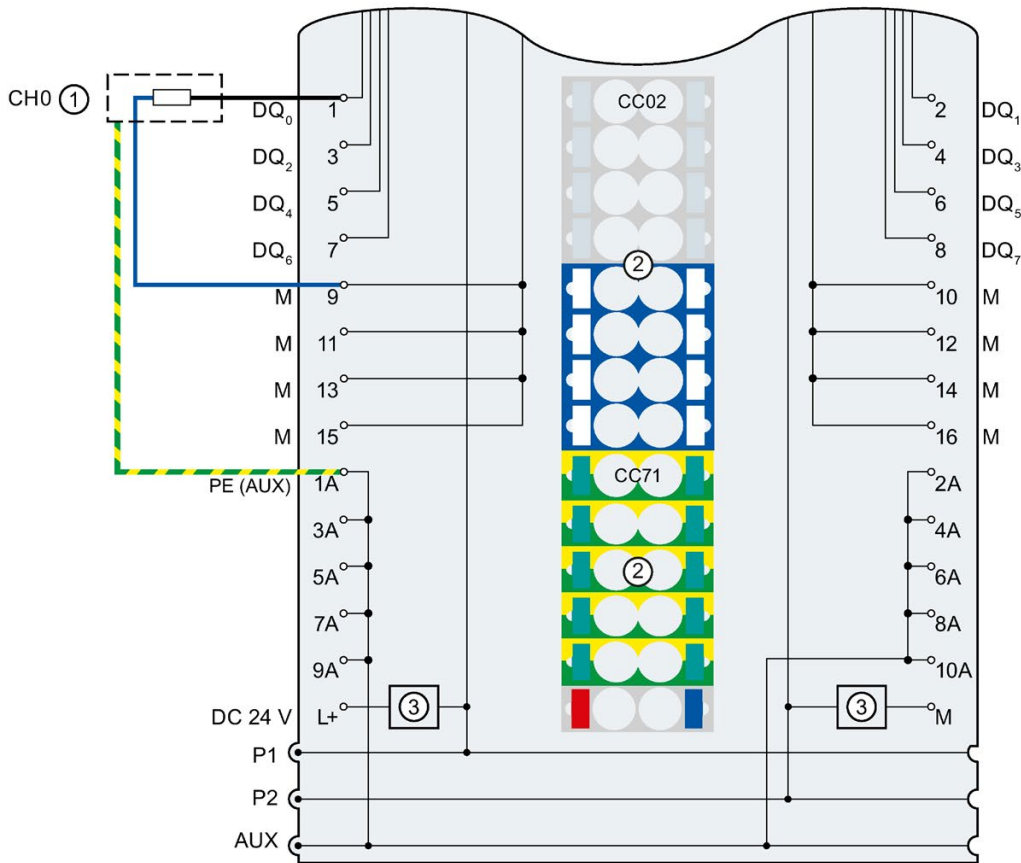 CC02
CH0 ①
DQ0 1
2 DQ1
DQ2 3
4 DQ3
DQ4 5
6 DQ5
DQ6 7
8 DQ7
②
M 9
10 M
M 11
12 M
M 13
14 M
M 15
16 M
PE (AUX) 1A
CC71
2A
3A
4A
5A
②
6A
7A
8A
9A
10A
DC 24 V L+
③
③
M
P1
P2
AUX